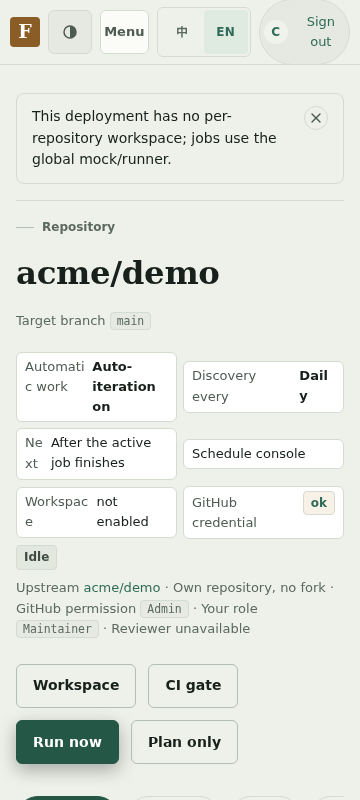 F
Menu
中 EN
C
Sign
out
This deployment has no per-
repository workspace; jobs use the
global mock/runner.
Repository
acme/demo
Target branch main
Automati
c work
Auto-
iteration
on
Discovery
every
Dail
y
Ne
xt
After the active
job finishes
Schedule console
Workspac
e
not
enabled
GitHub
credential
ok
Idle
Upstream acme/demo · Own repository, no fork ·
GitHub permission Admin · Your role
Maintainer · Reviewer unavailable
Workspace
CI gate
Run now
Plan only